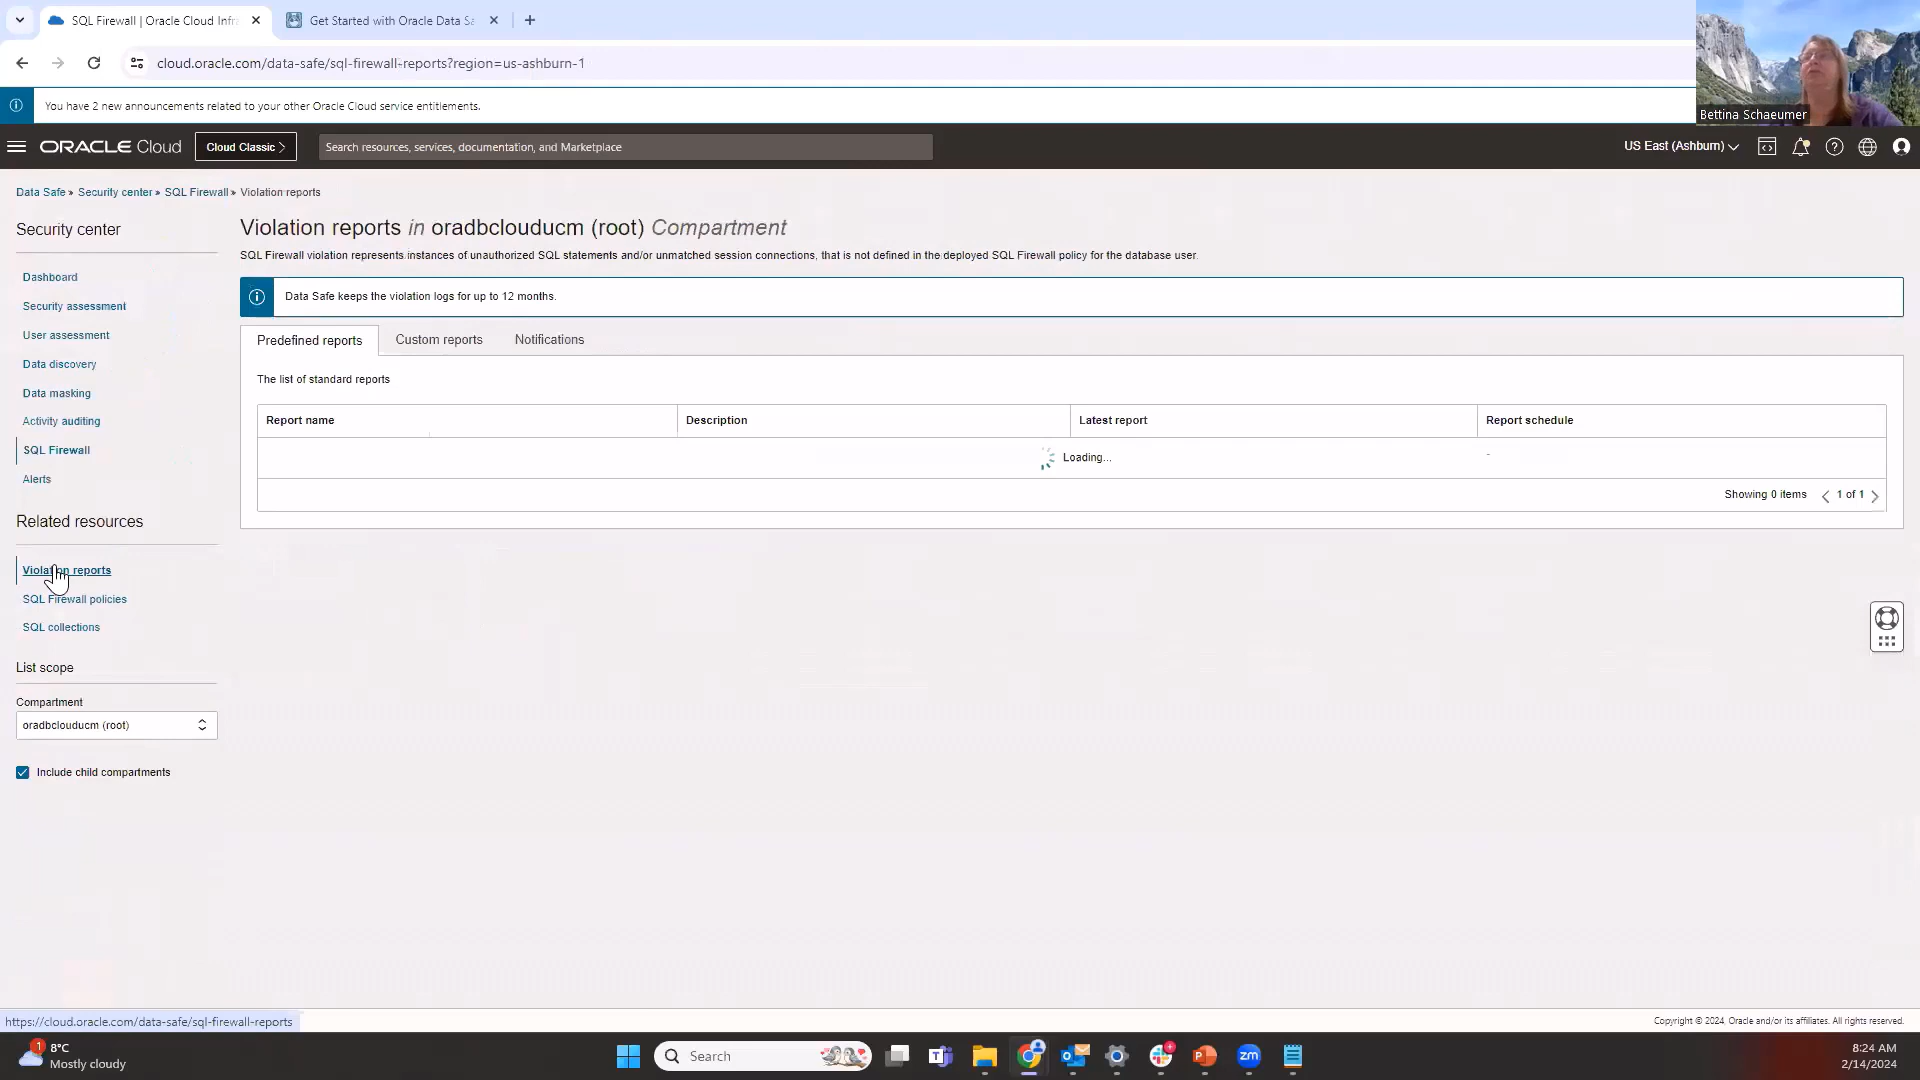 SQL Firewall | Oracle Cloud Infra
Get Started with Oracle Data Sa
cloud.oracle.com/data-safe/sql-firewall-reports?region=us-ashburn-1
You have 2 new announcements related to your other Oracle Cloud service entitlements.
Bettina Schaeumer
ORACLE Cloud
Cloud Classic
Search resources, services, documentation, and Marketplace
US East (Ashburn)
Data Safe » Security center » SQL Firewall » Violation reports
Security center
Dashboard
Security assessment
User assessment
Data discovery
Data masking
Activity auditing
SQL Firewall
Alerts
Related resources
Violation reports
SQL Firewall policies
SQL collections
List scope
Compartment
oradbclouducm (root)
Include child compartments
Violation reports in oradbclouducm (root) Compartment
SQL Firewall violation represents instances of unauthorized SQL statements and/or unmatched session connections, that is not defined in the deployed SQL Firewall policy for the database user.
Data Safe keeps the violation logs for up to 12 months.
Predefined reports Custom reports Notifications
The list of standard reports
Report name Description Latest report Report schedule
Loading... -
Showing 0 items 1 of 1
https://cloud.oracle.com/data-safe/sql-firewall-reports
Copyright © 2024, Oracle and/or its affiliates. All rights reserved.
1
8°C
Mostly cloudy
Search
zm
8:24 AM
2/14/2024